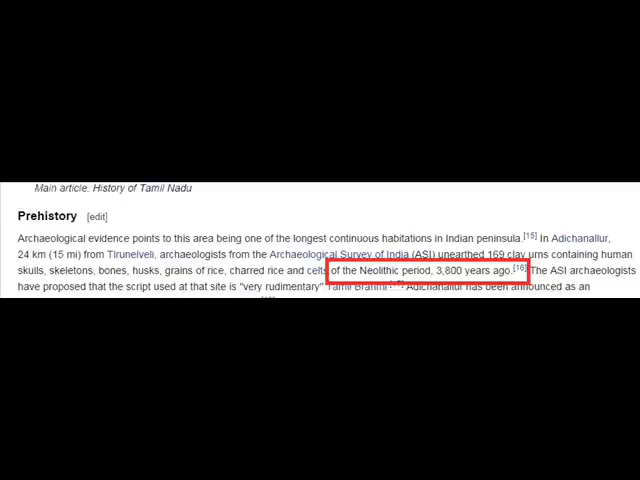 Main article: History of Tamil Nadu
Prehistory [edit]
Archaeological evidence points to this area being one of the longest continuous habitations in Indian peninsula.[15] In Adichanallur,
24 km (15 mi) from Tirunelveli, archaeologists from the Archaeological Survey of India (ASI) unearthed 169 clay urns containing human
skulls, skeletons, bones, husks, grains of rice, charred rice and celts of the Neolithic period, 3,800 years ago.[16] The ASI archaeologists
have proposed that the script used at that site is "very rudimentary" Tamil Brahmi. Adichanallur has been announced as an